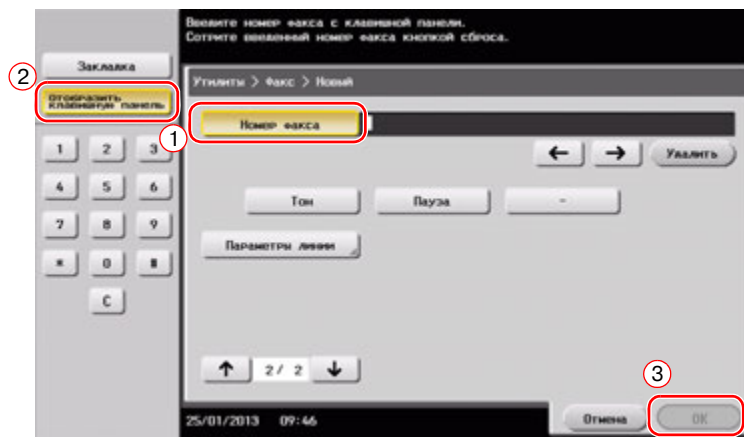 Введите номер факса с клавишной панели.
Сотрите введенный номер факса кнопкой сброса.
2
Закладка
Отобразить
клавишную панель
Утилиты > Факс > Новый
1
Номер факса
1 2 3
← → Удалить
4 5 6
Тон Пауза -
7 8 9
Параметры линии
* 0 #
C
↑ 2/ 2 ↓
3
25/01/2013 09:46
Отмена OK